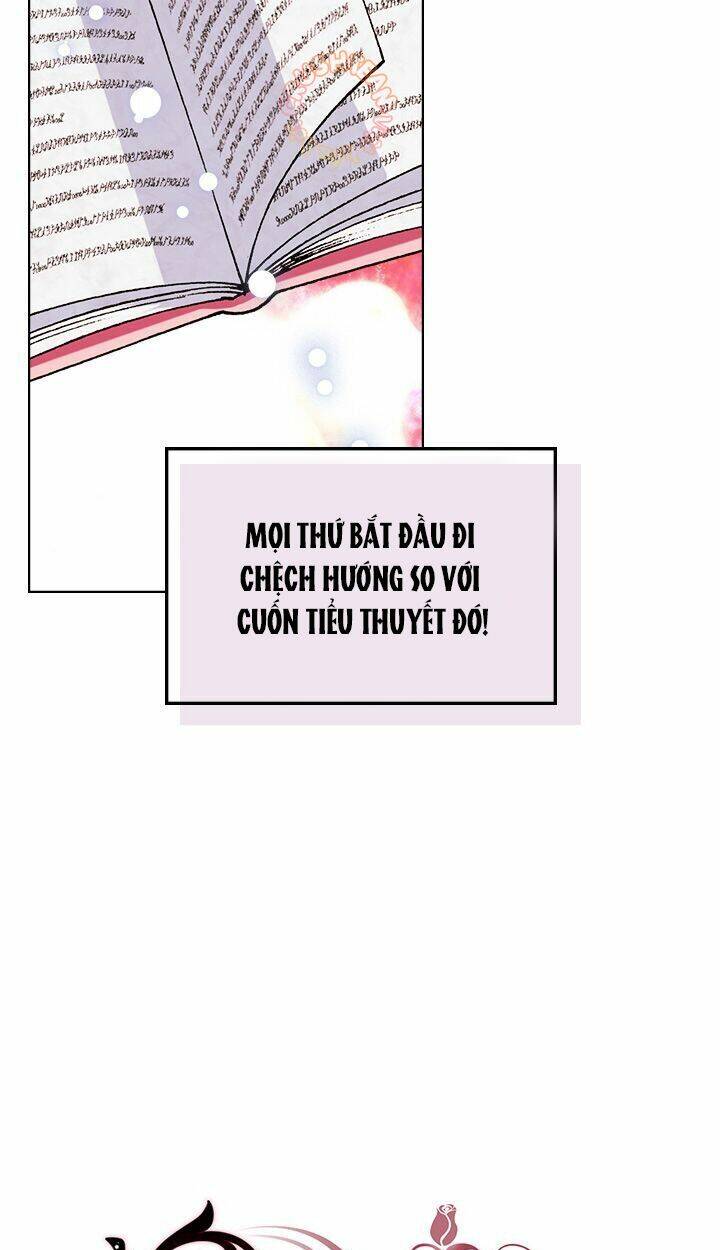 MỌI THỨ BẮT ĐẦU ĐI
CHỆCH HƯỚNG SO VỚI
CUỐN TIỂU THUYẾT ĐÓ!